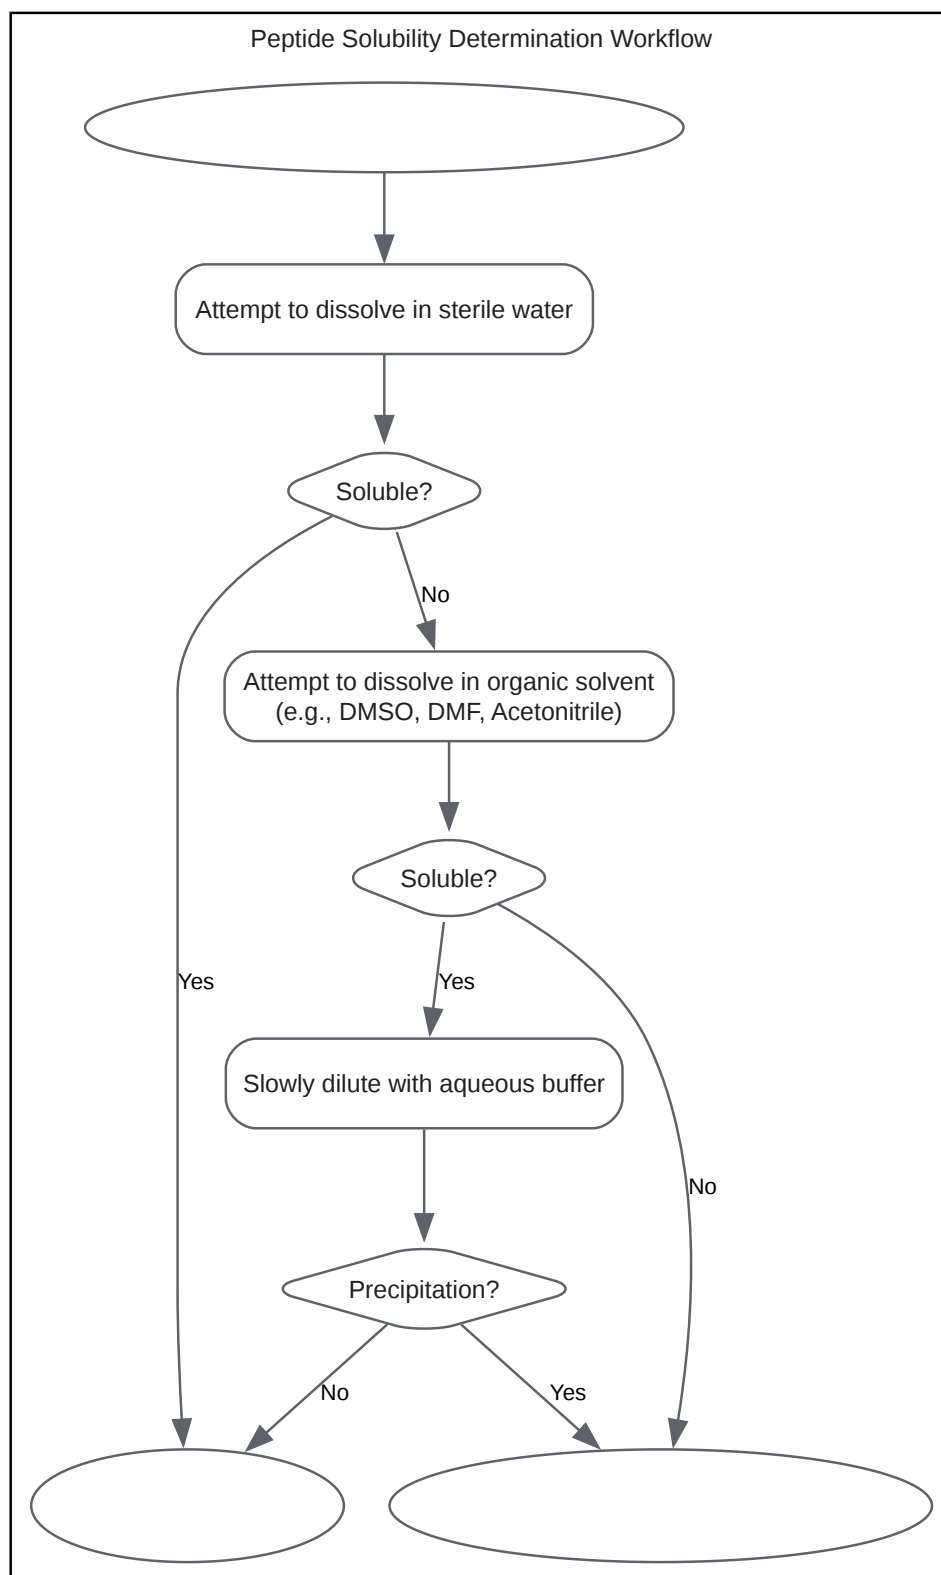 Peptide Solubility Determination Workflow
Attempt to dissolve in sterile water
Soluble?
No
Attempt to dissolve in organic solvent
(e.g., DMSO, DMF, Acetonitrile)
Soluble?
Yes
Yes
Slowly dilute with aqueous buffer
No
Precipitation?
No
Yes